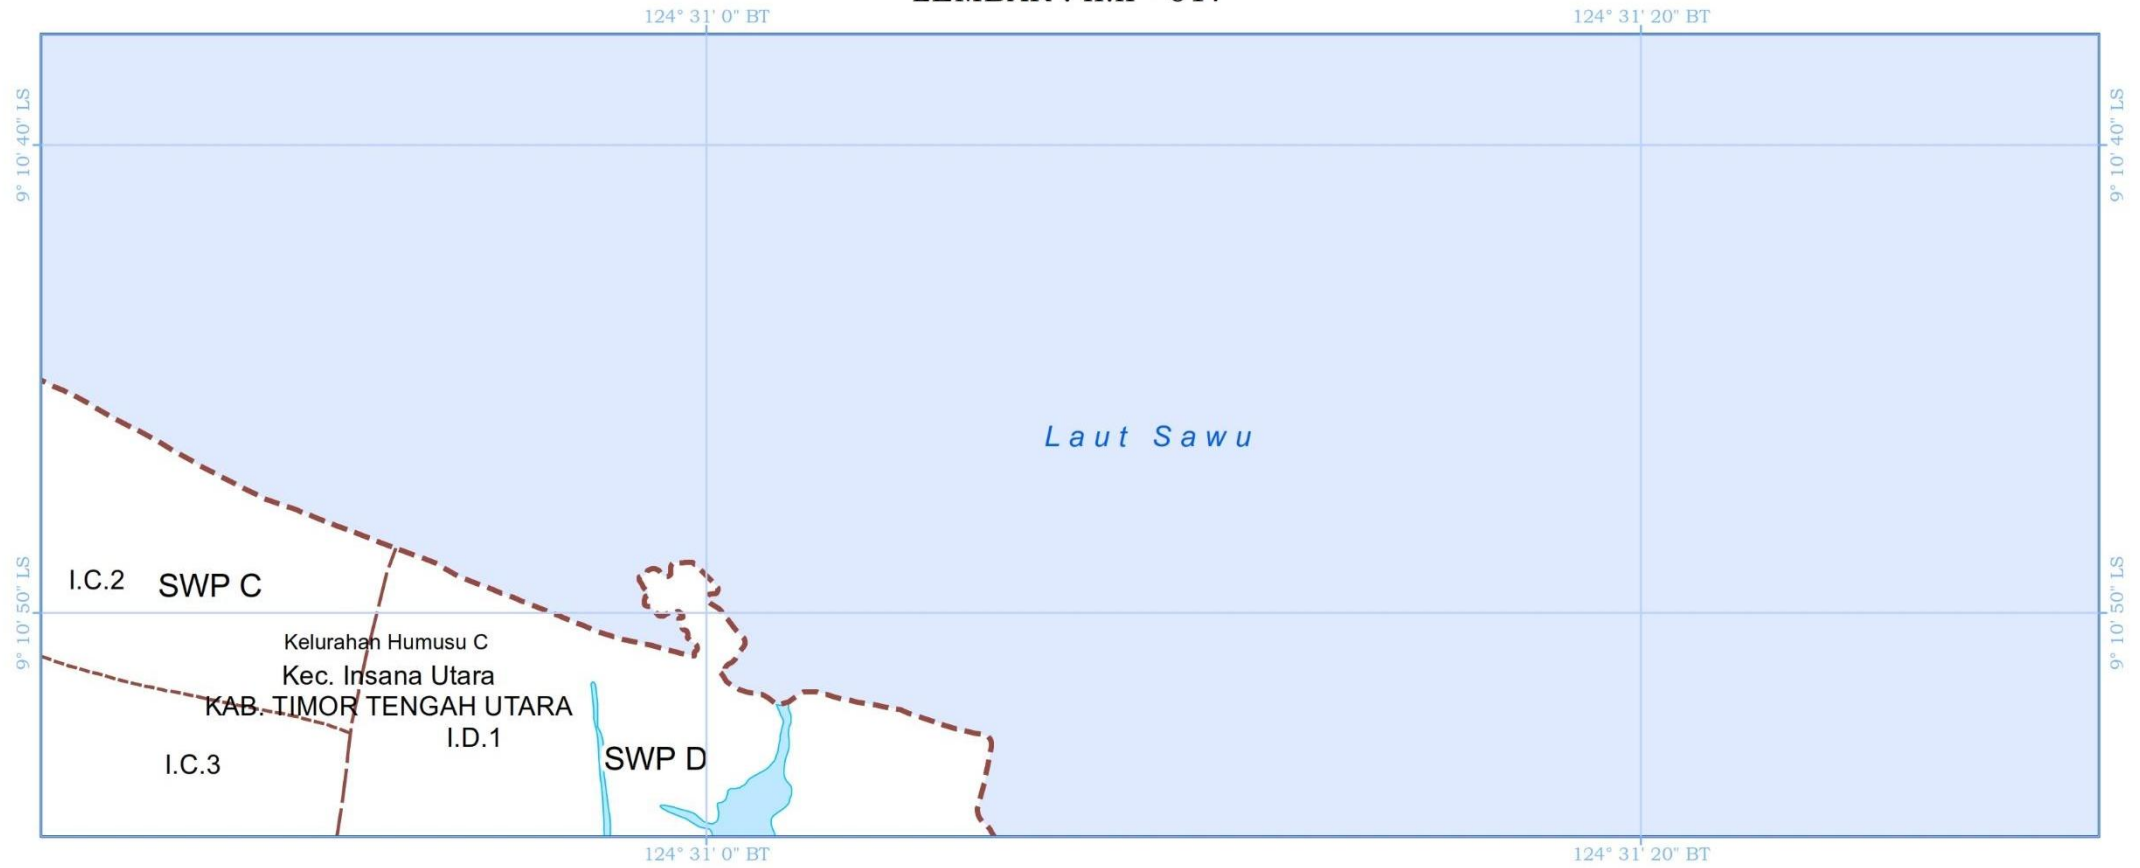 124° 31' 0" BT
124° 31' 20" BT
9° 10' 40" LS
9° 10' 40" LS
Laut Sawu
9° 10' 50" LS
9° 10' 50" LS
I.C.2
SWP C
Kelurahan Humusu C
Kec. Insana Utara
KAB. TIMOR TENGAH UTARA
I.D.1
SWP D
I.C.3
124° 31' 0" BT
124° 31' 20" BT